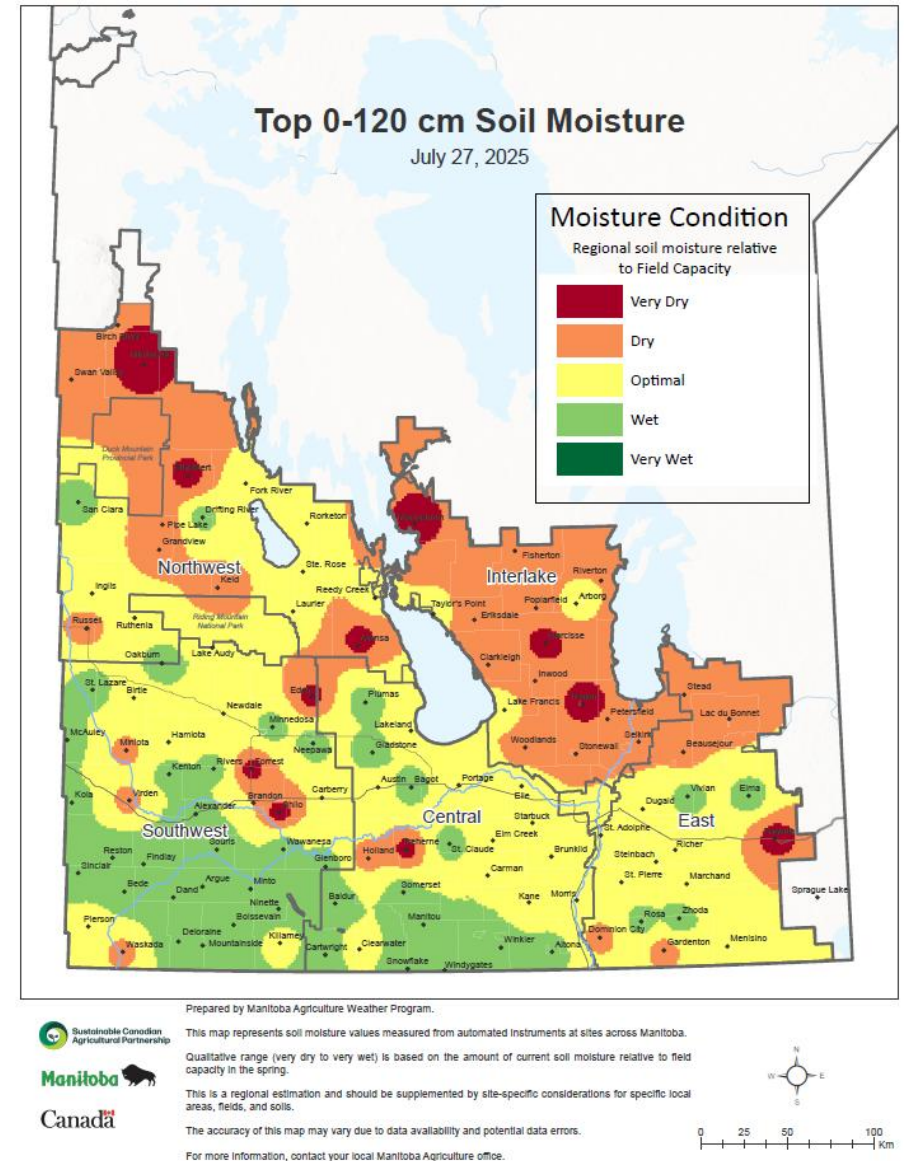 Top 0-120 cm Soil Moisture
July 27, 2025
Moisture Condition
Regional soil moisture relative
to Field Capacity
Very Dry
Dry
Optimal
Wet
Very Wet
Birch
Swan Valley
Duck Mountain
Provincial Park
San Clara
Fork River
Drifting River
Rorketon
Pipe Lake
Grandview
Northwest
Ste. Rose
Keld
Reedy Creek
Inglis
Laurier
Riding Mountain
National Park
Russell
Ruthenia
Oakburn
Lake Audy
Fisherton
Interlake
Riverton
Taylor's Point
Poplarfield
Arborg
Eriksdale
Narcisse
Clarkleigh
Inwood
Lake Francis
Petersfield
Woodlands
Stonewall
Selkirk
Stead
Lac du Bonnet
Beausejour
St. Lazare
Birtle
Newdale
Plumas
Minnedosa
Lakeland
McAuley
Miniota
Hamiota
Neepawa
Gladstone
Kenton
Rivers
Forrest
Kola
Virden
Brandon
Carberry
Austin
Bagot
Portage
Alexander
Elie
Southwest
Central
Starbuck
Souris
Wawanesa
Elm Creek
Reston
Findlay
Glenboro
Holland
Treherne
St. Claude
Brunkild
Sinclair
Carman
Bede
Argue
Dand
Minto
Ninette
Baldur
Somerset
Kane
Morris
Pierson
Boissevain
Manitou
Deloraine
Mountainside
Killarney
Cartwright
Clearwater
Winkler
Altona
Waskada
Snowflake
Windygates
Dugald
Vivian
Elma
East
St. Adolphe
Richer
Steinbach
St. Pierre
Marchand
Sprague Lake
Rosa
Zhoda
Dominion City
Gardenton
Menisino
Prepared by Manitoba Agriculture Weather Program.
This map represents soil moisture values measured from automated instruments at sites across Manitoba.
Qualitative range (very dry to very wet) is based on the amount of current soil moisture relative to field
capacity in the spring.
This is a regional estimation and should be supplemented by site-specific considerations for specific local
areas, fields, and soils.
The accuracy of this map may vary due to data availability and potential data errors.
For more information, contact your local Manitoba Agriculture office.
Sustainable Canadian
Agricultural Partnership
Manitoba
Canada
N
W
E
S
0 25 50 100
Km